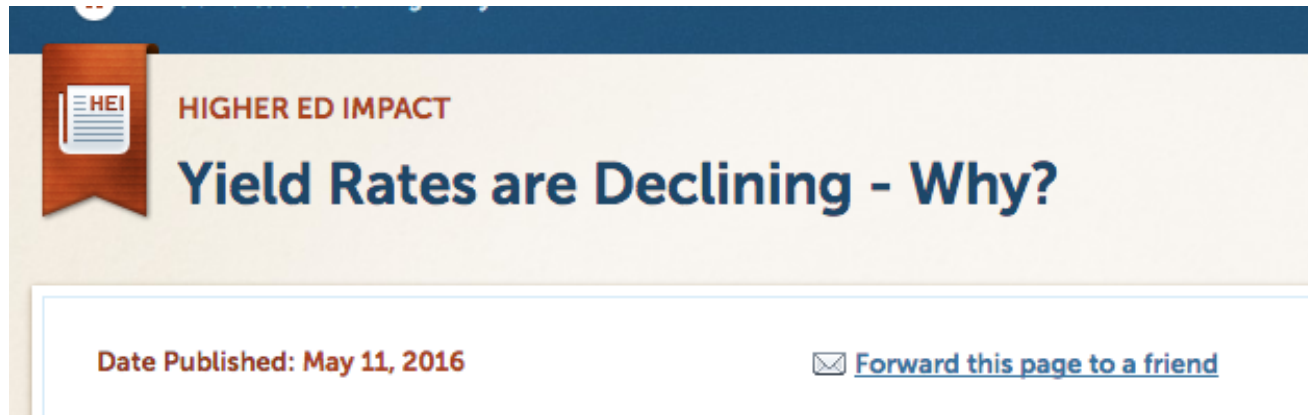 HEI
HIGHER ED IMPACT
Yield Rates are Declining - Why?
Date Published: May 11, 2016
Forward this page to a friend